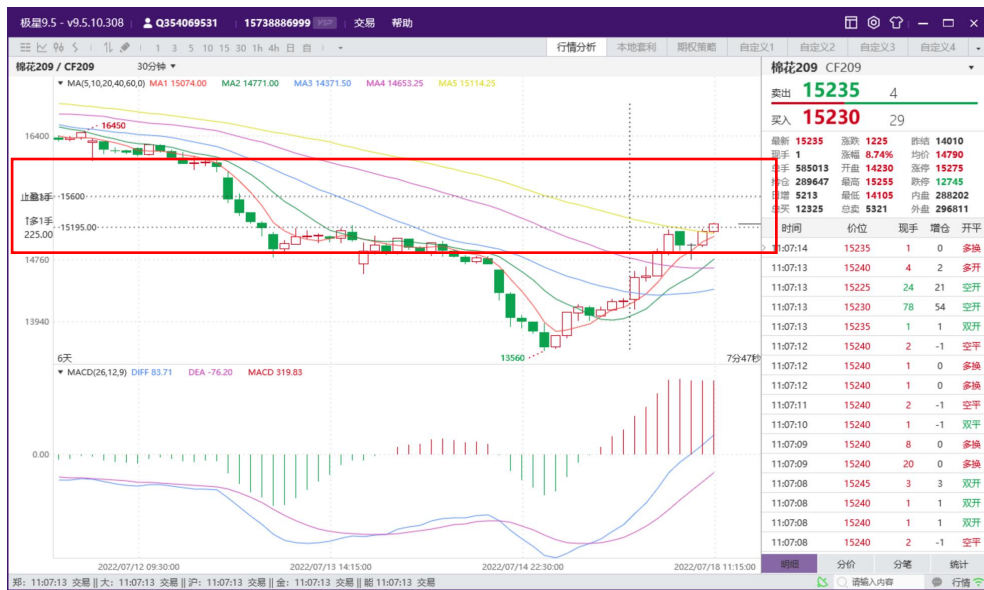 极星9.5 - v9.5.10.308 Q354069531 15738886999 交易 帮助
1 3 5 10 15 30 1h 4h 日 行情分析 本地套利 期权策略 自定义1 自定义2 自定义3 自定义4
棉花209 / CF209 30分钟
MA(5,10,20,40,60,0) MA1 15074.00 MA2 14771.00 MA3 14371.50 MA4 14653.25 MA5 15114.25
16450
16400
15600
多1手 15195.00
225.00
14760
13940
13560
6天 7分47秒
MACD(26,12,9) DIFF 83.71 DEA -76.20 MACD 319.83
0.00
2022/07/12 09:30:00 2022/07/13 14:15:00 2022/07/14 22:30:00 2022/07/18 11:15:00
棉花209 CF209
卖出 15235 4
买入 15230 29
最新 15235 涨跌 1225 昨结 14010
现手 1 涨幅 8.74% 均价 14790
总手 585013 开盘 14230 涨停 15275
持仓 289647 最高 15255 跌停 12745
日增 5213 最低 14105 内盘 288202
总买 12325 总卖 5321 外盘 296811
时间 价位 现手 增仓 开平
11:07:14 15235 1 0 多换
11:07:13 15240 4 2 多开
11:07:13 15225 24 21 空开
11:07:13 15230 78 54 空开
11:07:13 15235 1 1 双开
11:07:12 15240 2 -1 空平
11:07:12 15240 1 0 多换
11:07:12 15240 1 0 多换
11:07:11 15240 2 -1 空平
11:07:10 15240 1 -1 双平
11:07:09 15240 8 0 多换
11:07:09 15240 20 0 多换
11:07:08 15245 3 3 双开
11:07:08 15240 1 1 双开
11:07:08 15240 1 1 双开
11:07:08 15240 2 -1 空平
明细 分价 分笔 统计
郑: 11:07:13 交易 || 大: 11:07:13 交易 || 沪: 11:07:13 交易 || 金: 11:07:13 交易 || 能 11:07:13 交易 请输入内容 行情